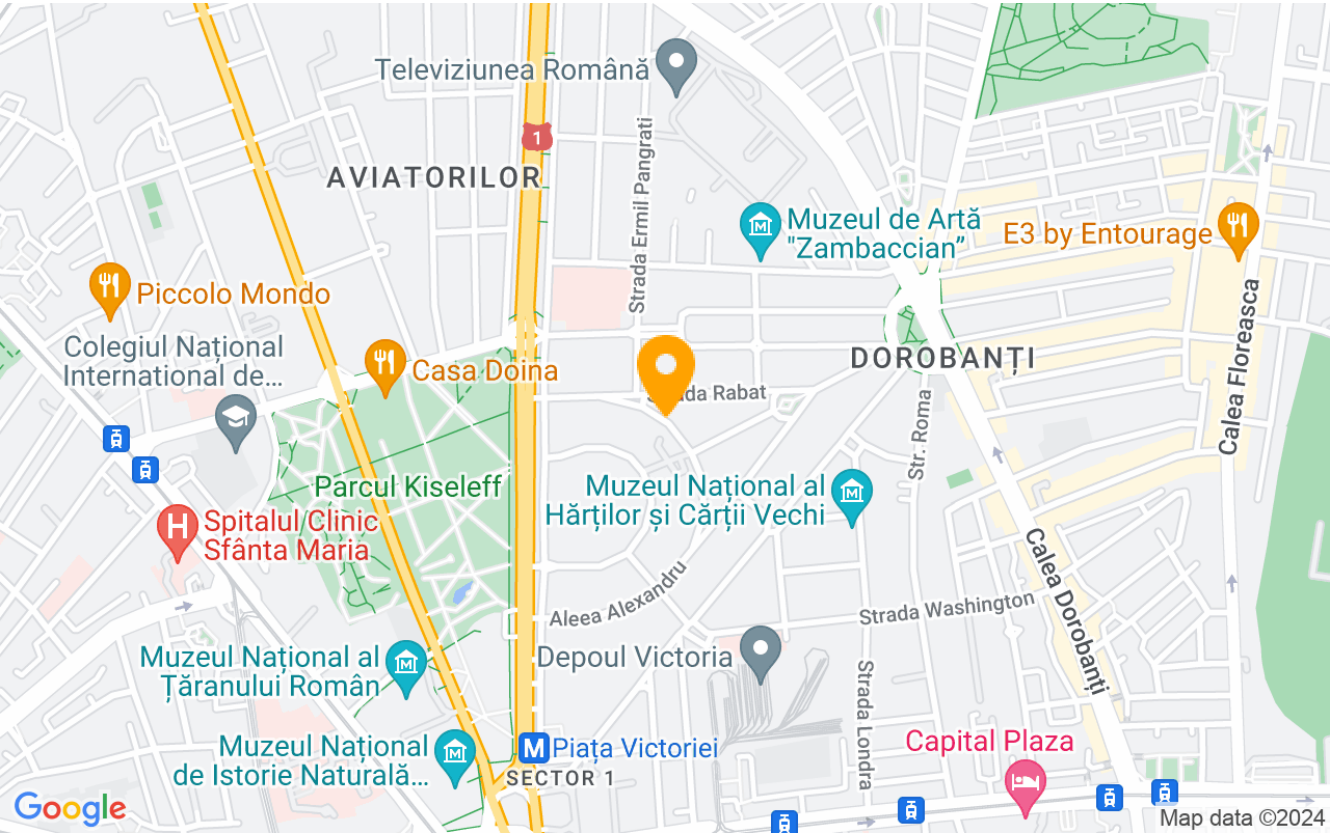 Televiziunea Română
1
AVIATORILOR
Strada Ermil Pangrati
Muzeul de Artă
"Zambaccian”
E3 by Entourage
Piccolo Mondo
Colegiul Național
International de...
Casa Doina
DOROBANȚI
Calea Floreasca
Rabat
Str. Roma
Parcul Kiseleff
Muzeul Național al
Hărților și Cărții Vechi
H
Spitalul Clinic
Sfânta Maria
Calea Dorobanți
Aleea Alexandru
Strada Washington
Muzeul Național al
Țăranului Român
Depoul Victoria
Strada Londra
Muzeul Național
de Istorie Naturală...
M
Piața Victoriei
SECTOR 1
Capital Plaza
Google
Map data ©2024